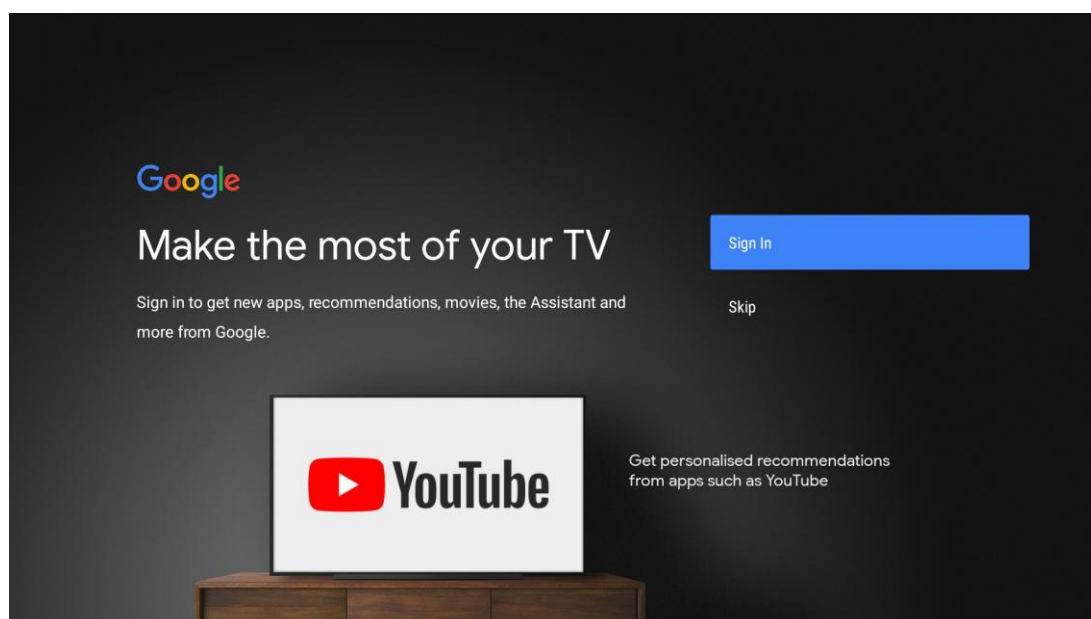 Google
Make the most of your TV
Sign in to get new apps, recommendations, movies, the Assistant and
more from Google.
Sign In
Skip
YouTube
Get personalised recommendations
from apps such as YouTube